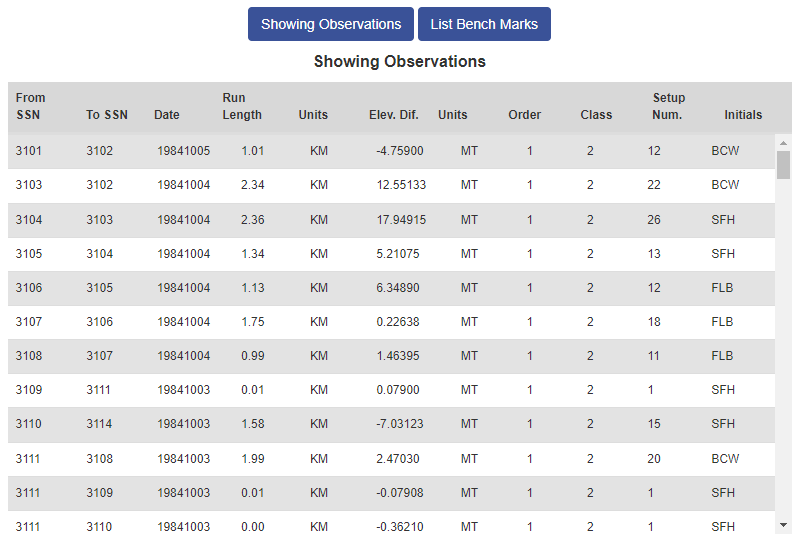 Showing Observations List Bench Marks
Showing Observations
From SSN To SSN Date Run Length Units Elev. Dif. Units Order Class Setup Num. Initials
3101 3102 19841005 1.01 KM -4.75900 MT 1 2 12 BCW
3103 3102 19841004 2.34 KM 12.55133 MT 1 2 22 BCW
3104 3103 19841004 2.36 KM 17.94915 MT 1 2 26 SFH
3105 3104 19841004 1.34 KM 5.21075 MT 1 2 13 SFH
3106 3105 19841004 1.13 KM 6.34890 MT 1 2 12 FLB
3107 3106 19841004 1.75 KM 0.22638 MT 1 2 18 FLB
3108 3107 19841004 0.99 KM 1.46395 MT 1 2 11 FLB
3109 3111 19841003 0.01 KM 0.07900 MT 1 2 1 SFH
3110 3114 19841003 1.58 KM -7.03123 MT 1 2 15 SFH
3111 3108 19841003 1.99 KM 2.47030 MT 1 2 20 BCW
3111 3109 19841003 0.01 KM -0.07908 MT 1 2 1 SFH
3111 3110 19841003 0.00 KM -0.36210 MT 1 2 1 SFH